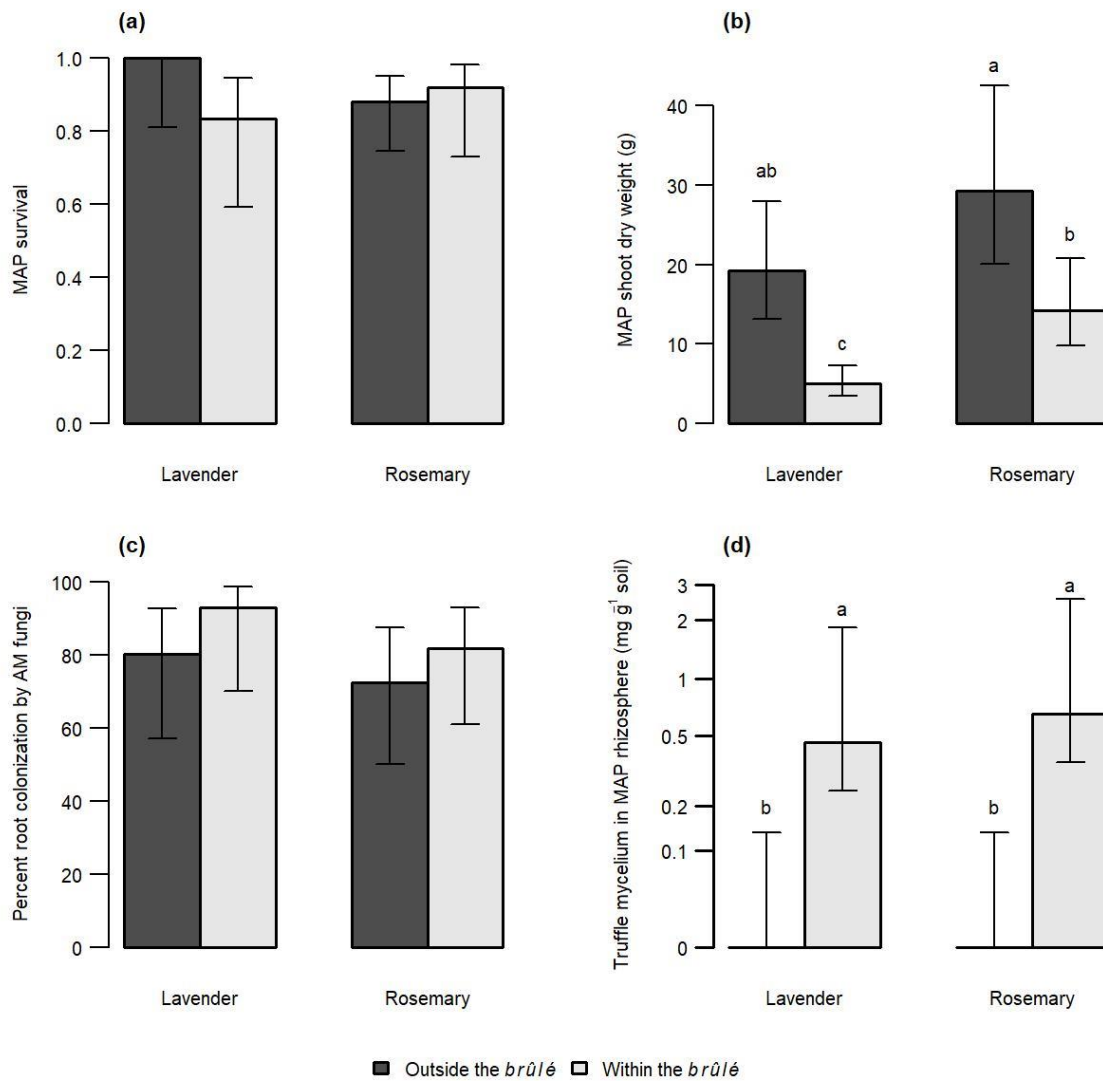 (a)
MAP survival
1.0
0.8
0.6
0.4
0.2
0.0
Lavender
Rosemary
(b)
MAP shoot dry weight (g)
40
30
20
10
0
ab
c
a
b
Lavender
Rosemary
(c)
Percent root colonization by AM fungi
100
80
60
40
20
0
Lavender
Rosemary
(d)
Truffle mycelium in MAP rhizosphere (mg g⁻¹ soil)
3
2
1
0.5
0.2
0.1
0
b
a
b
a
Lavender
Rosemary
Outside the brûlé Within the brûlé